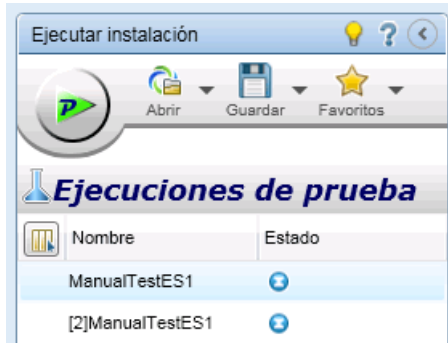 Ejecutar instalación
Abrir Guardar Favoritos
Ejecuciones de prueba
Nombre Estado
ManualTestES1
[2]ManualTestES1